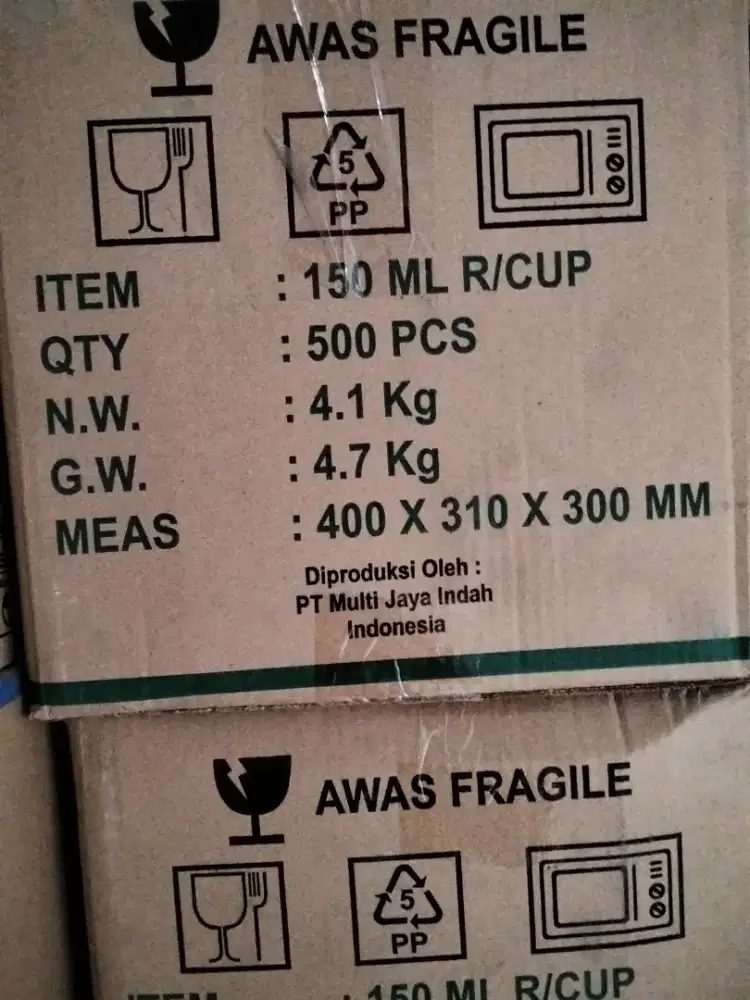 AWAS FRAGILE
5
PP
ITEM : 150 ML R/CUP
QTY : 500 PCS
N.W. : 4.1 Kg
G.W. : 4.7 Kg
MEAS : 400 X 310 X 300 MM
Diproduksi Oleh :
PT Multi Jaya Indah
Indonesia
AWAS FRAGILE
5
PP
ITEM : 150 ML R/CUP